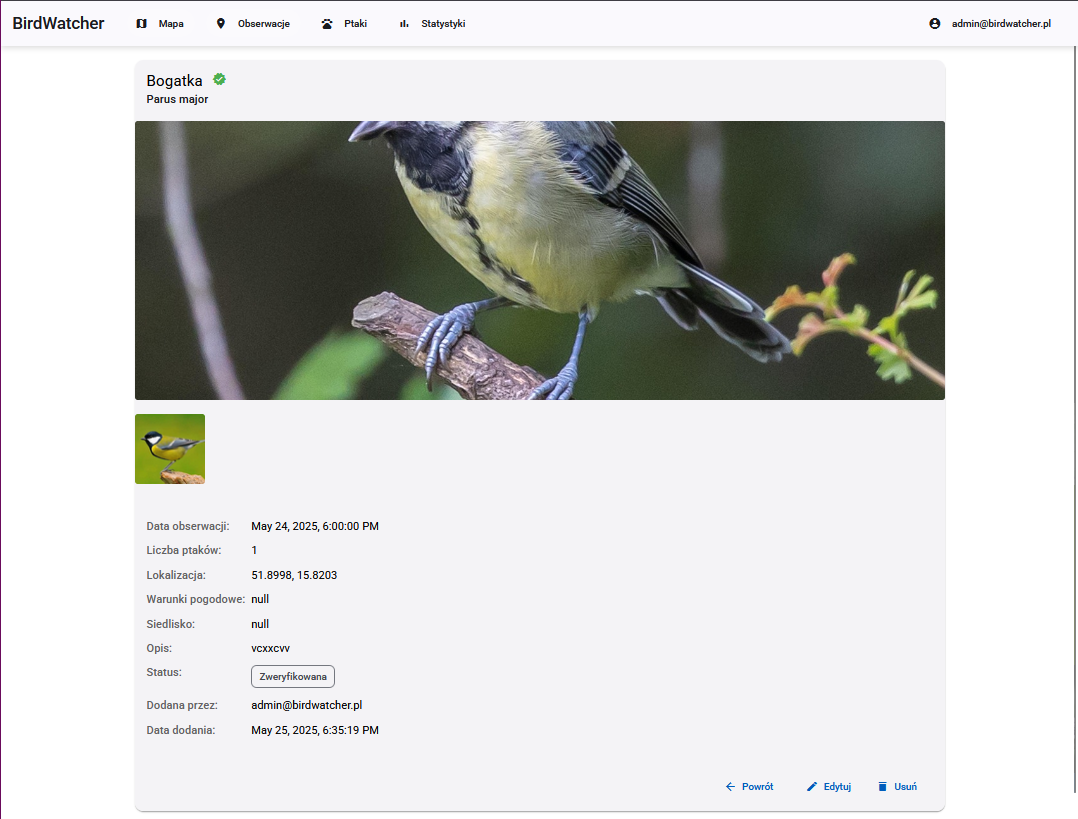 BirdWatcher Mapa Obserwacje Ptaki Statystyki admin@birdwatcher.pl
Bogatka
Parus major
Data obserwacji: May 24, 2025, 6:00:00 PM
Liczba ptaków: 1
Lokalizacja: 51.8998, 15.8203
Warunki pogodowe: null
Siedlisko: null
Opis: vcxxcvv
Status: Zweryfikowana
Dodana przez: admin@birdwatcher.pl
Data dodania: May 25, 2025, 6:35:19 PM
Powrót Edytuj Usuń